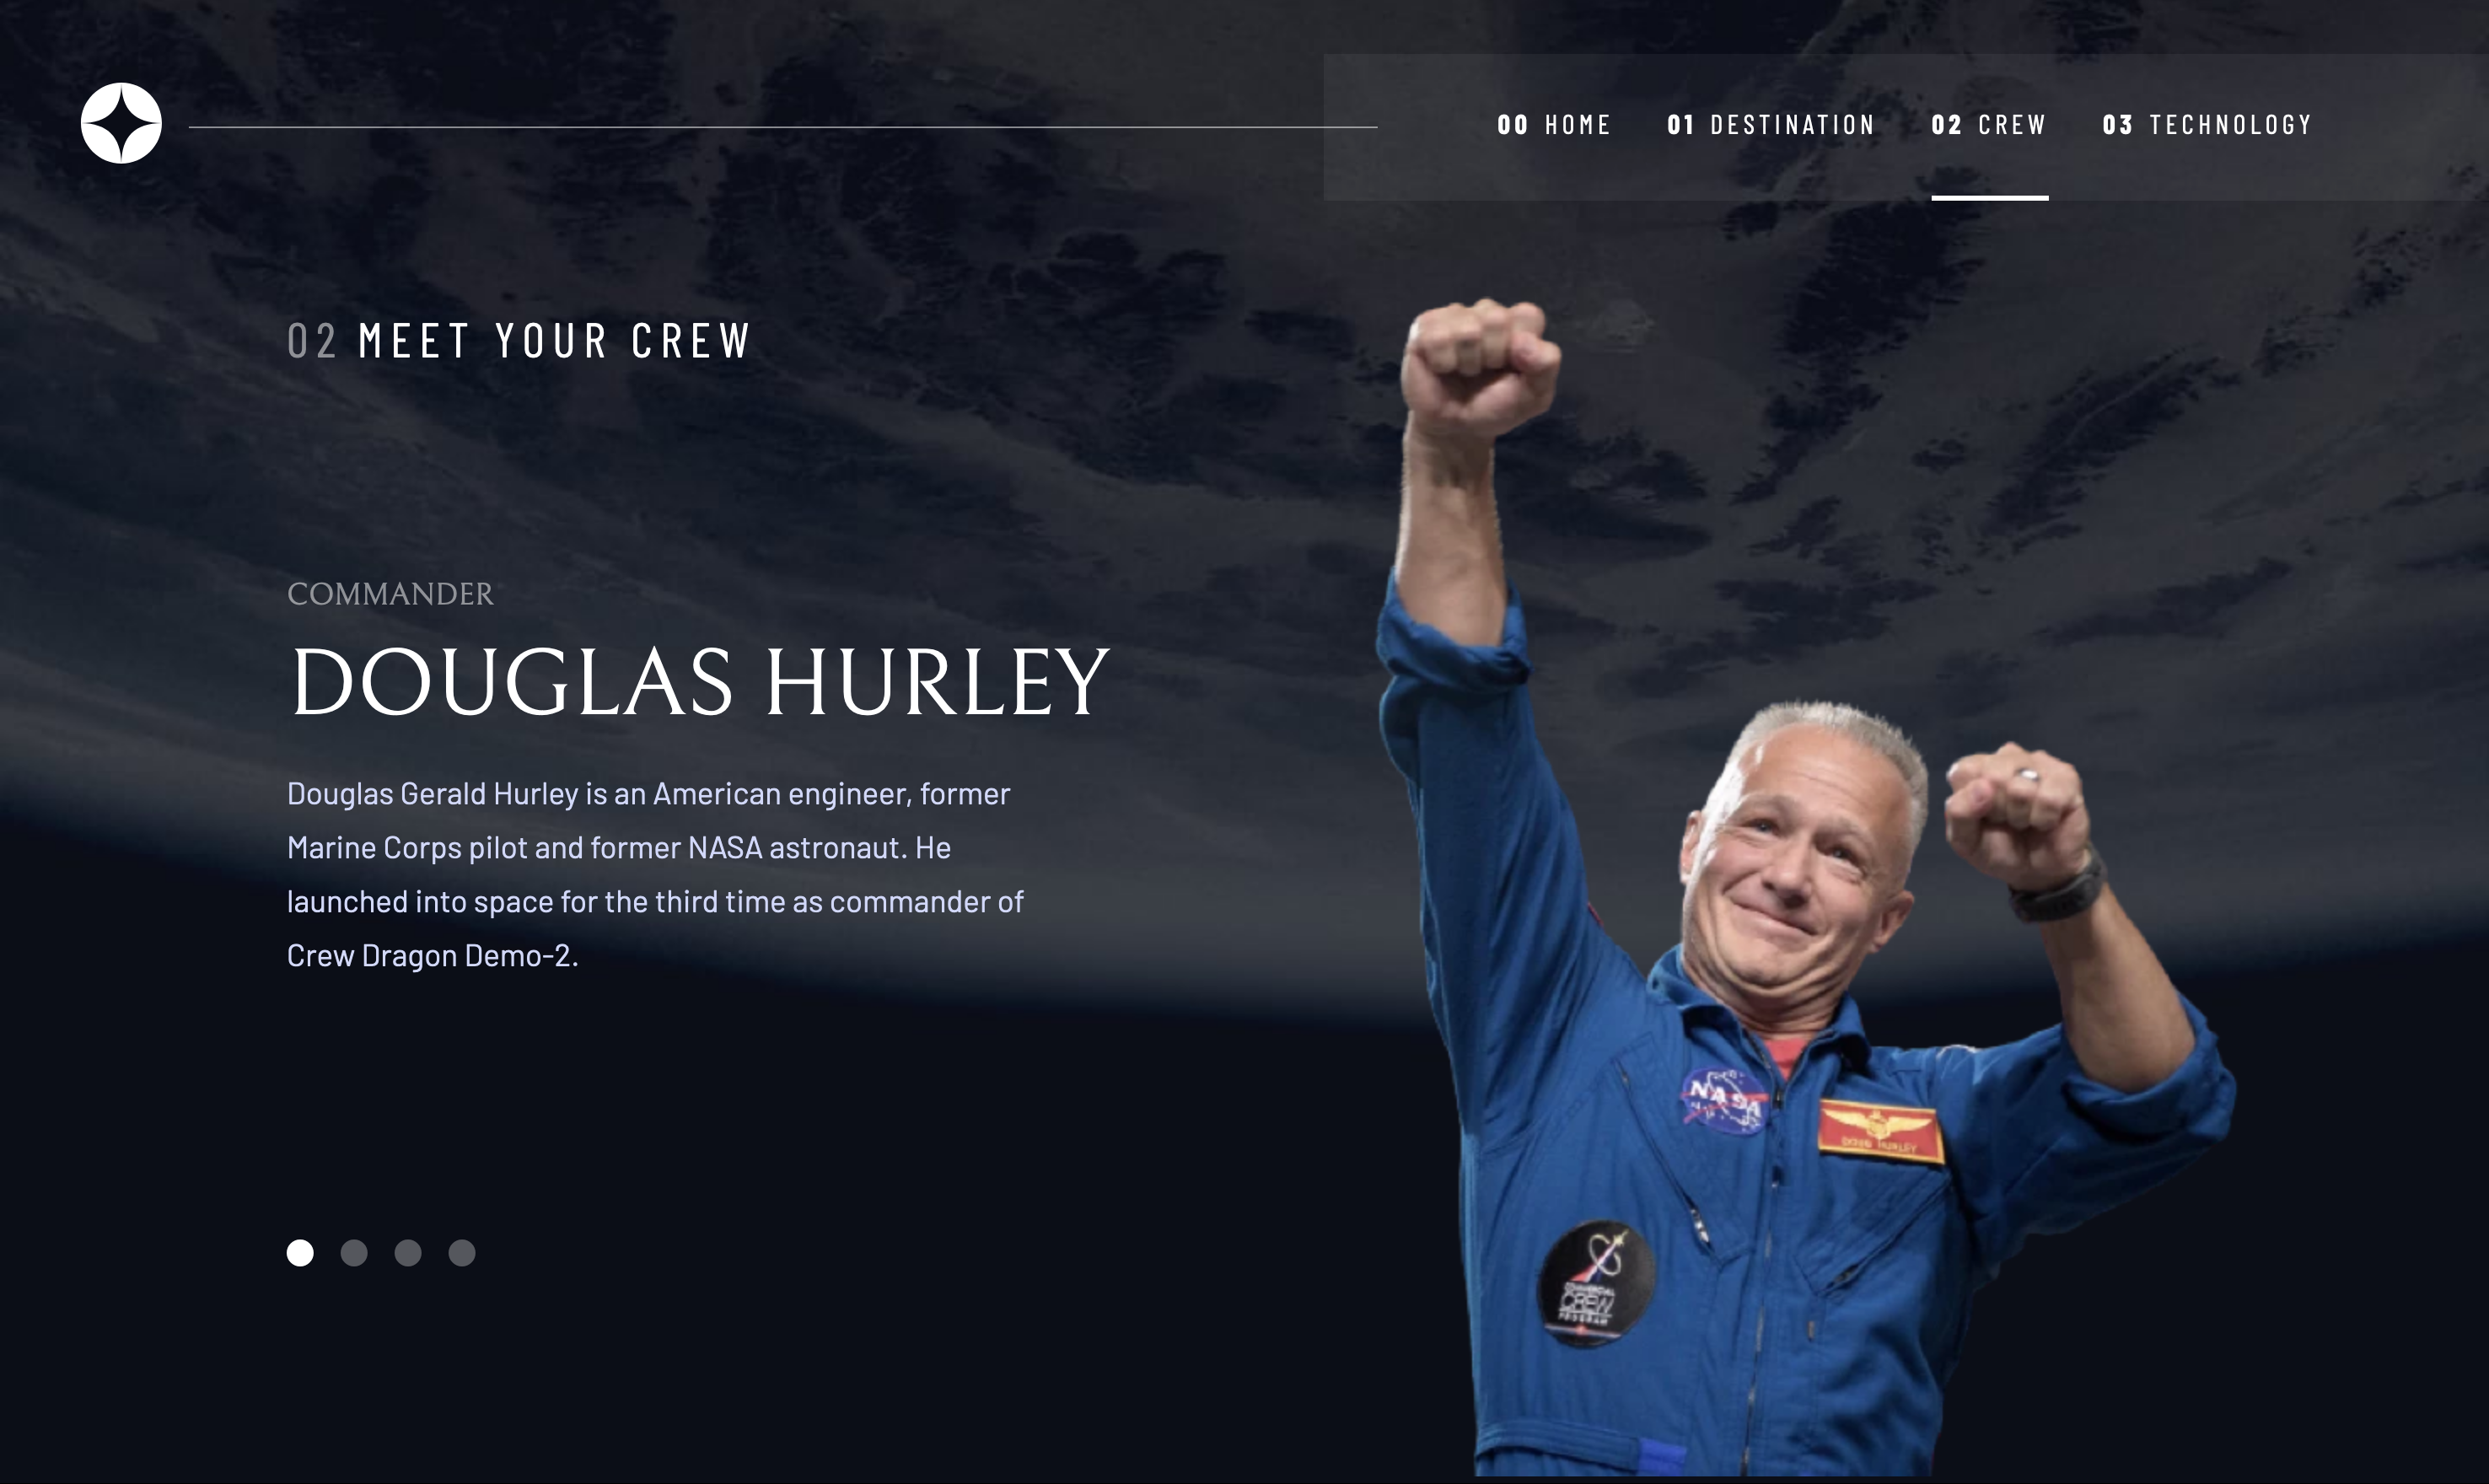 00 HOME 01 DESTINATION 02 CREW 03 TECHNOLOGY
02 MEET YOUR CREW
COMMANDER
DOUGLAS HURLEY
Douglas Gerald Hurley is an American engineer, former
Marine Corps pilot and former NASA astronaut. He
launched into space for the third time as commander of
Crew Dragon Demo-2.
NASA
DOUG HURLEY
COMMERCIAL
CREW
PROGRAM